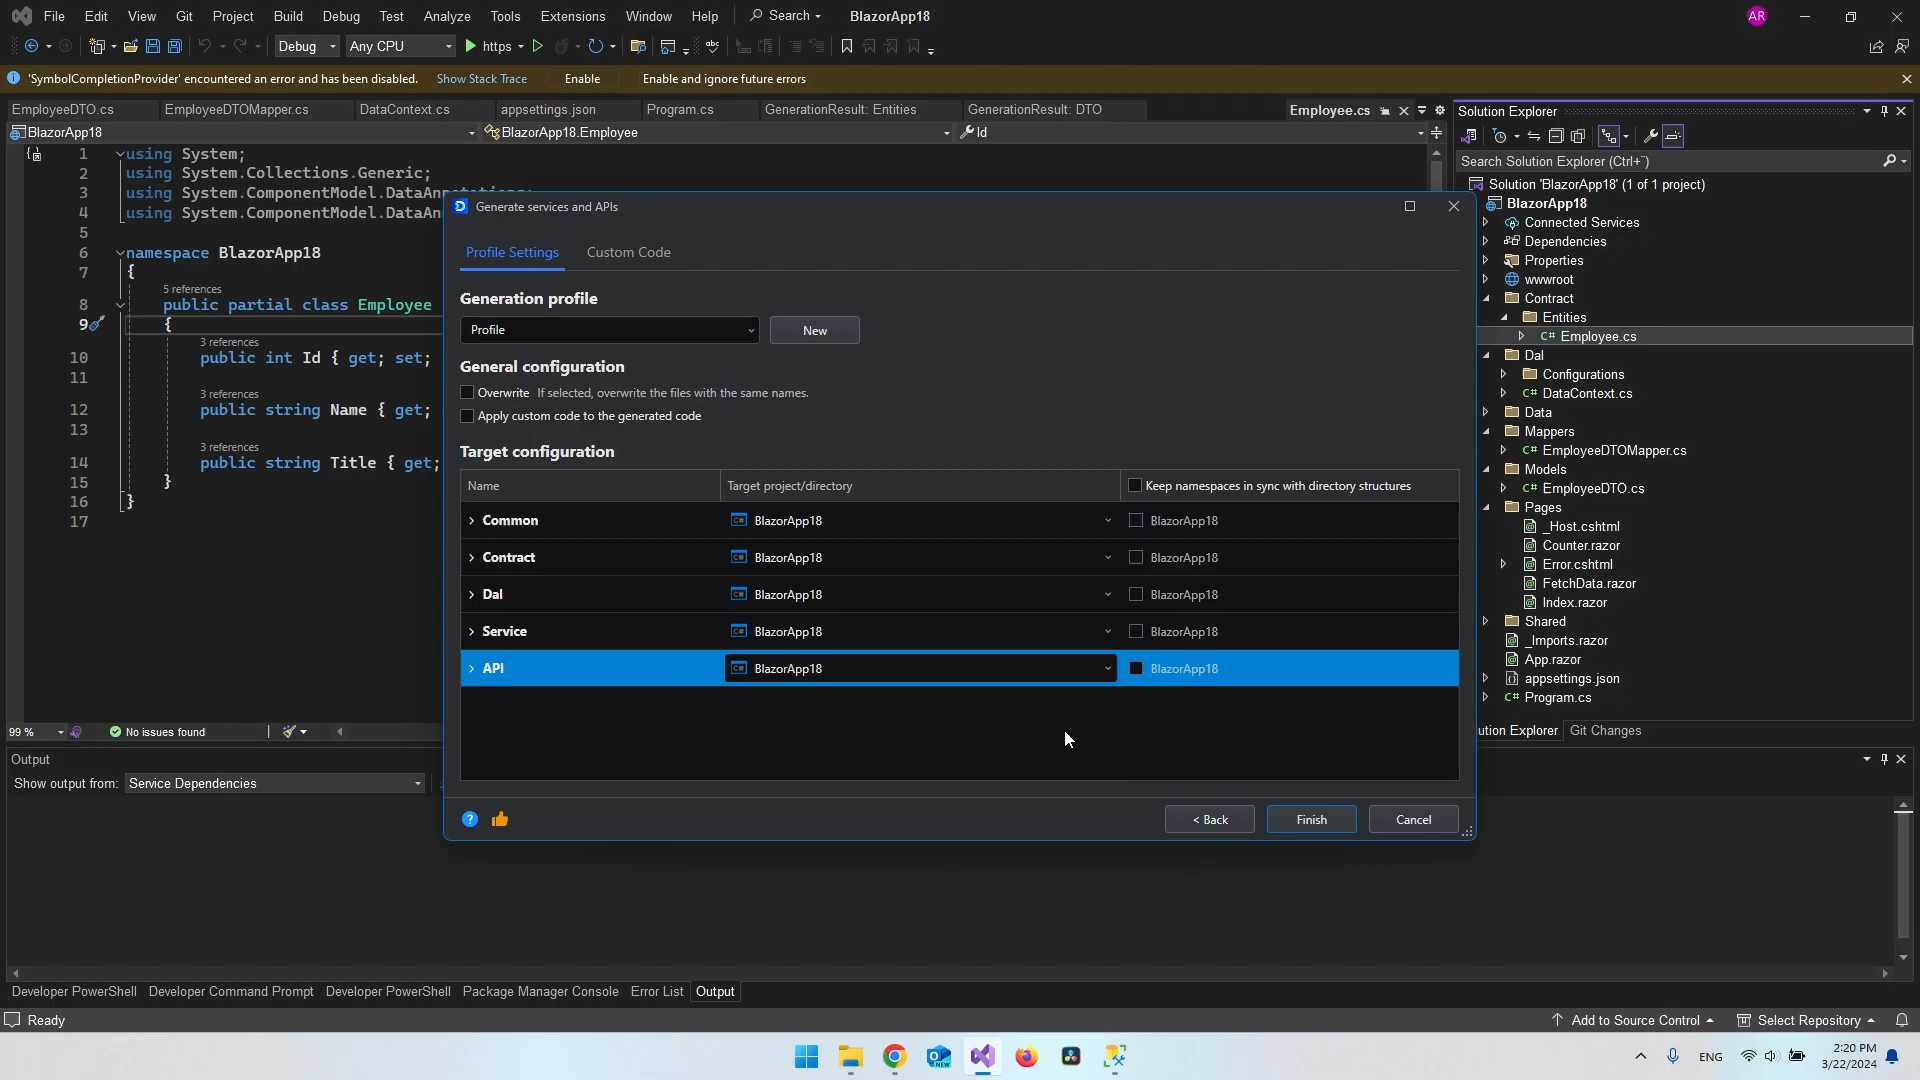 File Edit View Git Project Build Debug Test Analyze Tools Extensions Window Help Search BlazorApp18 AR
Debug Any CPU https
'SymbolCompletionProvider' encountered an error and has been disabled. Show Stack Trace Enable Enable and ignore future errors
EmployeeDTO.cs EmployeeDTOMapper.cs DataContext.cs appsettings.json Program.cs GenerationResult: Entities GenerationResult: DTO Employee.cs
BlazorApp18 BlazorApp18.Employee Id
1 using System;
2 using System.Collections.Generic;
3 using System.ComponentModel.DataAnnotations;
4 using System.ComponentModel.DataAn
5
6 namespace BlazorApp18
7 {
5 references
8 public partial class Employee
9 {
3 references
10 public int Id { get; set;
11
3 references
12 public string Name { get;
13
3 references
14 public string Title { get;
15 }
16 }
17
99 % No issues found
Generate services and APIs
Profile Settings Custom Code
Generation profile
Profile New
General configuration
Overwrite If selected, overwrite the files with the same names.
Apply custom code to the generated code
Target configuration
Name Target project/directory Keep namespaces in sync with directory structures
Common BlazorApp18 BlazorApp18
Contract BlazorApp18 BlazorApp18
Dal BlazorApp18 BlazorApp18
Service BlazorApp18 BlazorApp18
API BlazorApp18 BlazorApp18
? < Back Finish Cancel
Solution Explorer
Search Solution Explorer (Ctrl+¨)
Solution 'BlazorApp18' (1 of 1 project)
BlazorApp18
Connected Services
Dependencies
Properties
wwwroot
Contract
Entities
C# Employee.cs
Dal
Configurations
C# DataContext.cs
Data
Mappers
C# EmployeeDTOMapper.cs
Models
C# EmployeeDTO.cs
Pages
_Host.cshtml
Counter.razor
Error.cshtml
FetchData.razor
Index.razor
Shared
_Imports.razor
App.razor
appsettings.json
C# Program.cs
ution Explorer Git Changes
Output
Show output from: Service Dependencies
Developer PowerShell Developer Command Prompt Developer PowerShell Package Manager Console Error List Output
Ready Add to Source Control Select Repository
ENG 2:20 PM
3/22/2024